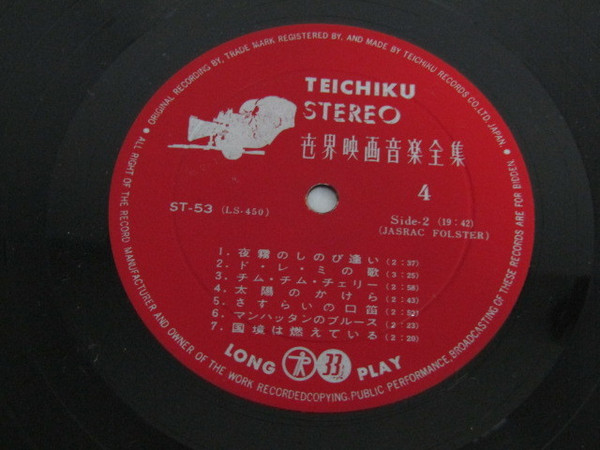 ● ORIGINAL RECORDING BY, TRADE MARK REGISTERED BY, AND MADE BY TEICHIKU RECORDS CO., LTD, JAPAN. ●
TEICHIKU
STEREO
世界映画音楽全集
4
ST-53 (LS-450)
Side-2 (19:42)
(JASRAC FOLSTER)
1. 夜霧のしのび逢い (2:37)
2. ド・レ・ミの歌 (3:25)
3. チム・チム・チェリー (2:58)
4. 太陽のかけら (2:43)
5. さすらいの口笛
6. マンハッタンのブルース (2:23)
7. 国境は燃えている (2:20)
LONG 33 PLAY
● ALL RIGHT OF THE RECORD MANUFACTURER AND OWNER OF THE WORK RECORDEDCOPYING, PUBLIC PERFORMANCE, BROADCASTING OF THESE RECORDS ARE FOR BIDDEN.